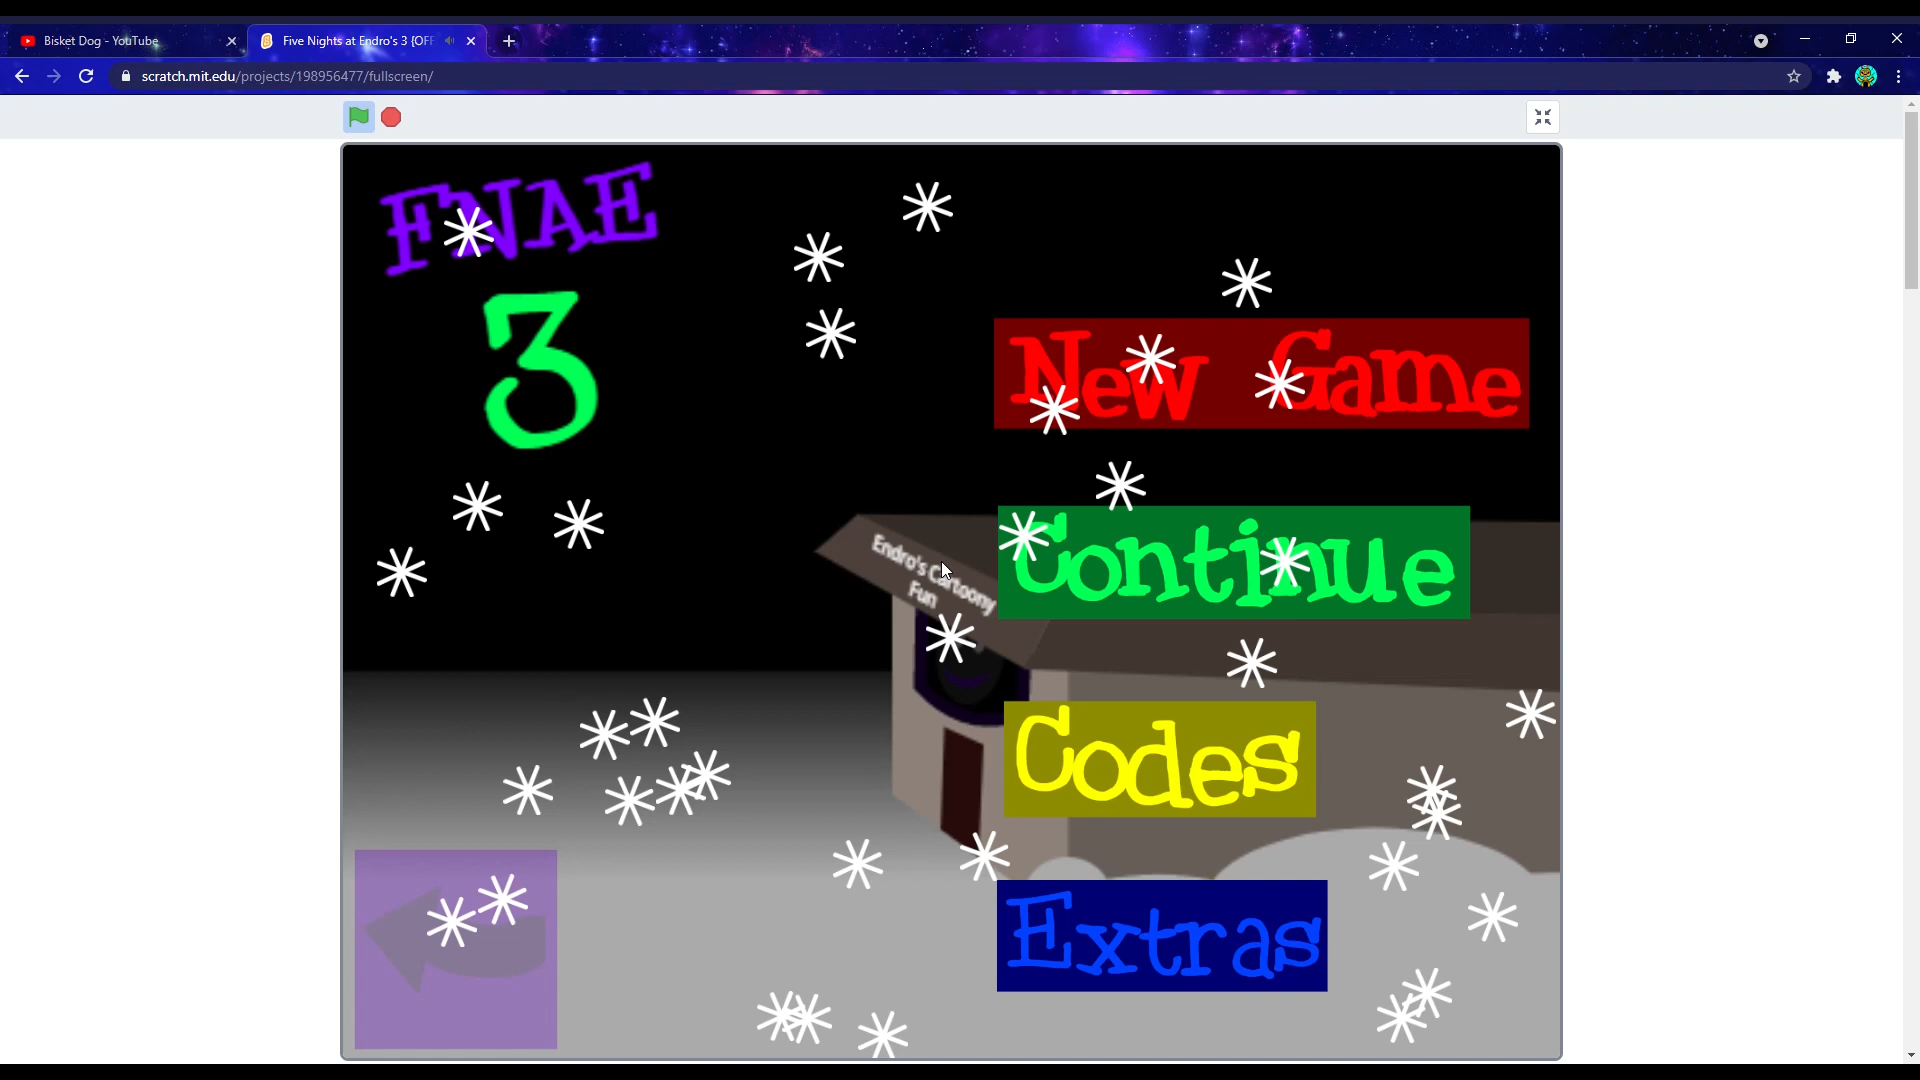 Bisket Dog - YouTube
Five Nights at Endro's 3 {OFF
scratch.mit.edu/projects/198956477/fullscreen/
FNAE
3
New Game
Endro's Cartoony
Fun
Continue
Codes
Extras